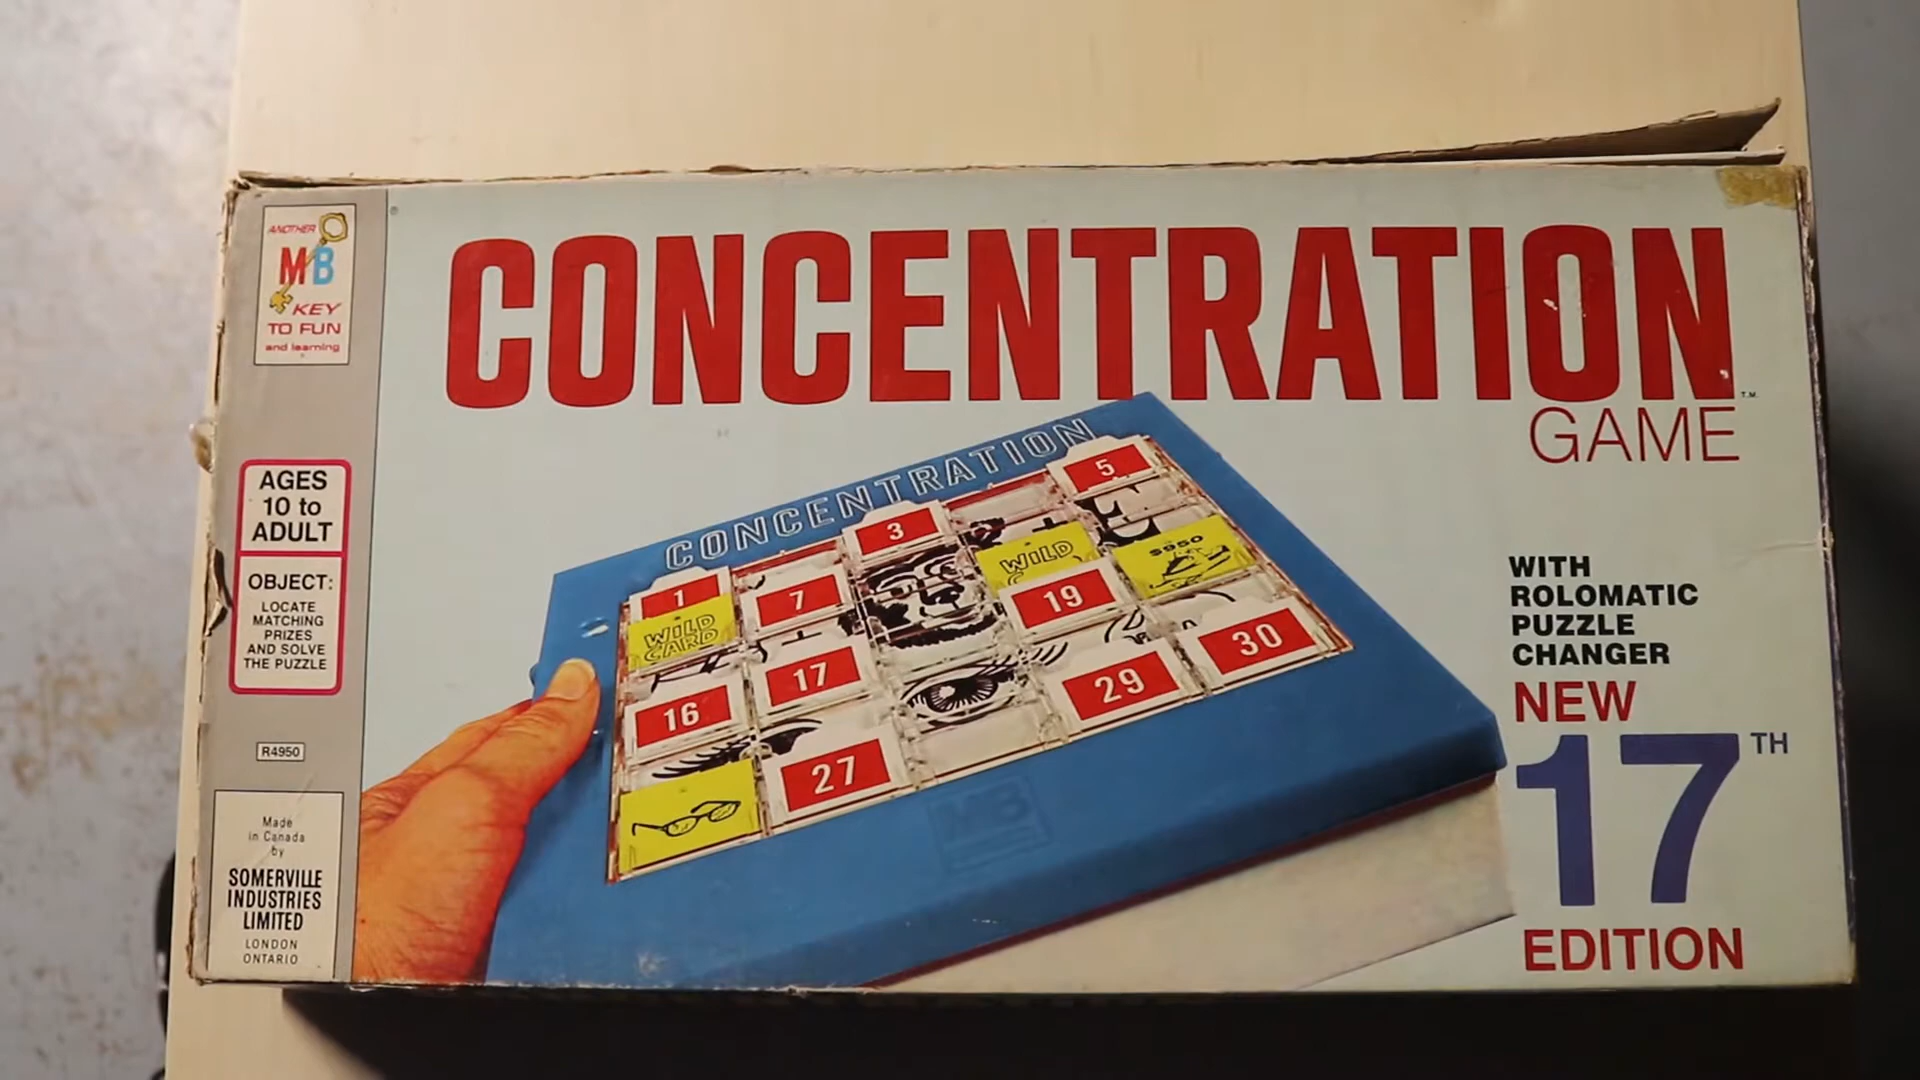 ANOTHER
MB
KEY
TO FUN
and learning
AGES
10 to
ADULT
OBJECT:
LOCATE
MATCHING
PRIZES
AND SOLVE
THE PUZZLE
R4950
Made
in Canada
by
SOMERVILLE
INDUSTRIES
LIMITED
LONDON
ONTARIO
CONCENTRATION
T.M.
GAME
CONCENTRATION
5
3
1
7
WILD
$950
WILD
CARD
19
16
17
29
30
27
MB
WITH
ROLOMATIC
PUZZLE
CHANGER
NEW
17TH
EDITION